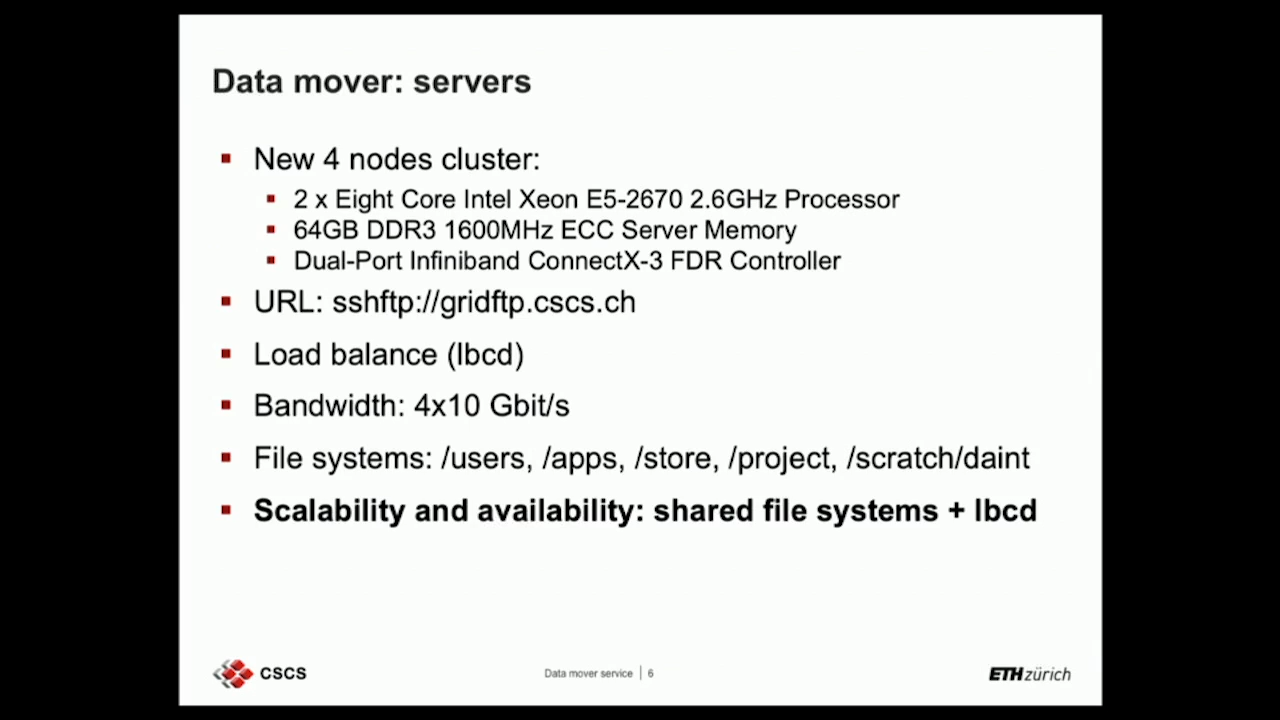 Data mover: servers
New 4 nodes cluster:
2 x Eight Core Intel Xeon E5-2670 2.6GHz Processor
64GB DDR3 1600MHz ECC Server Memory
Dual-Port Infiniband ConnectX-3 FDR Controller
URL: sshftp://gridftp.cscs.ch
Load balance (lbcd)
Bandwidth: 4x10 Gbit/s
File systems: /users, /apps, /store, /project, /scratch/daint
Scalability and availability: shared file systems + lbcd
CSCS
Data mover service | 6
ETH zürich